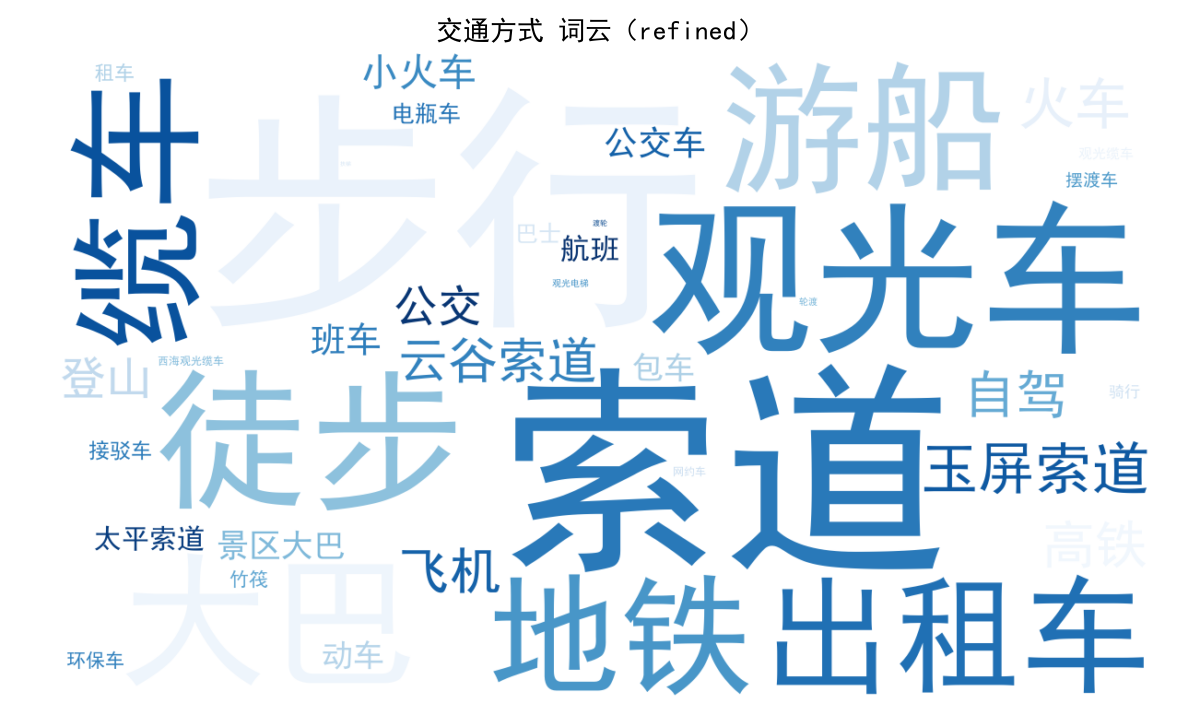 交通方式 词云（refined）
租车
缆车
步行
小火车
电瓶车
公交车
游船
火车
观光缆车
摆渡车
巴士
渡轮
航班
观光电梯
观光车
轮渡
公交
班车
云谷索道
包车
登山
西海观光缆车
徒步
索道
自驾
骑行
接驳车
玉屏索道
网约车
太平索道
景区大巴
竹筏
飞机
高铁
大巴
地铁
出租车
动车
环保车